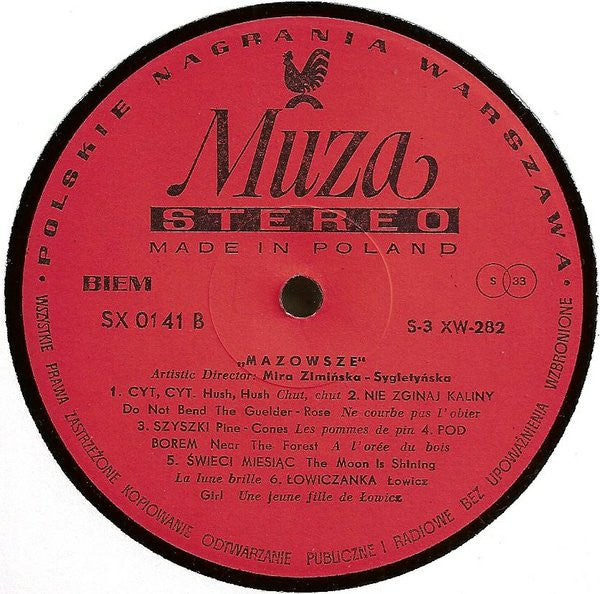 · POLSKIE NAGRANIA WARSZAWA ·
Muza
STEREO
MADE IN POLAND
BIEM
S 33
SX 0141 B
S-3 XW-282
„MAZOWSZE"
Artistic Director: Mira Zimińska - Sygietyńska
1. CYT, CYT. Hush, Hush Chut, chut 2. NIE ZGINAJ KALINY
Do Not Bend The Guelder - Rose Ne courbe pas l'obier
3. SZYSZKI Pine - Cones Les pommes de pin 4. POD
BOREM Near The Forest A l'orée du bois
5. ŚWIECI MIESIĄC The Moon Is Shining
La lune brille 6. ŁOWICZANKA Łowicz
Girl Une jeune fille de Łowicz
WSZYSTKIE PRAWA ZASTRZEŻONE KOPIOWANIE ODTWARZANIE PUBLICZNE I RADIOWE BEZ UPOWAŻNIENIA WZBRONIONE